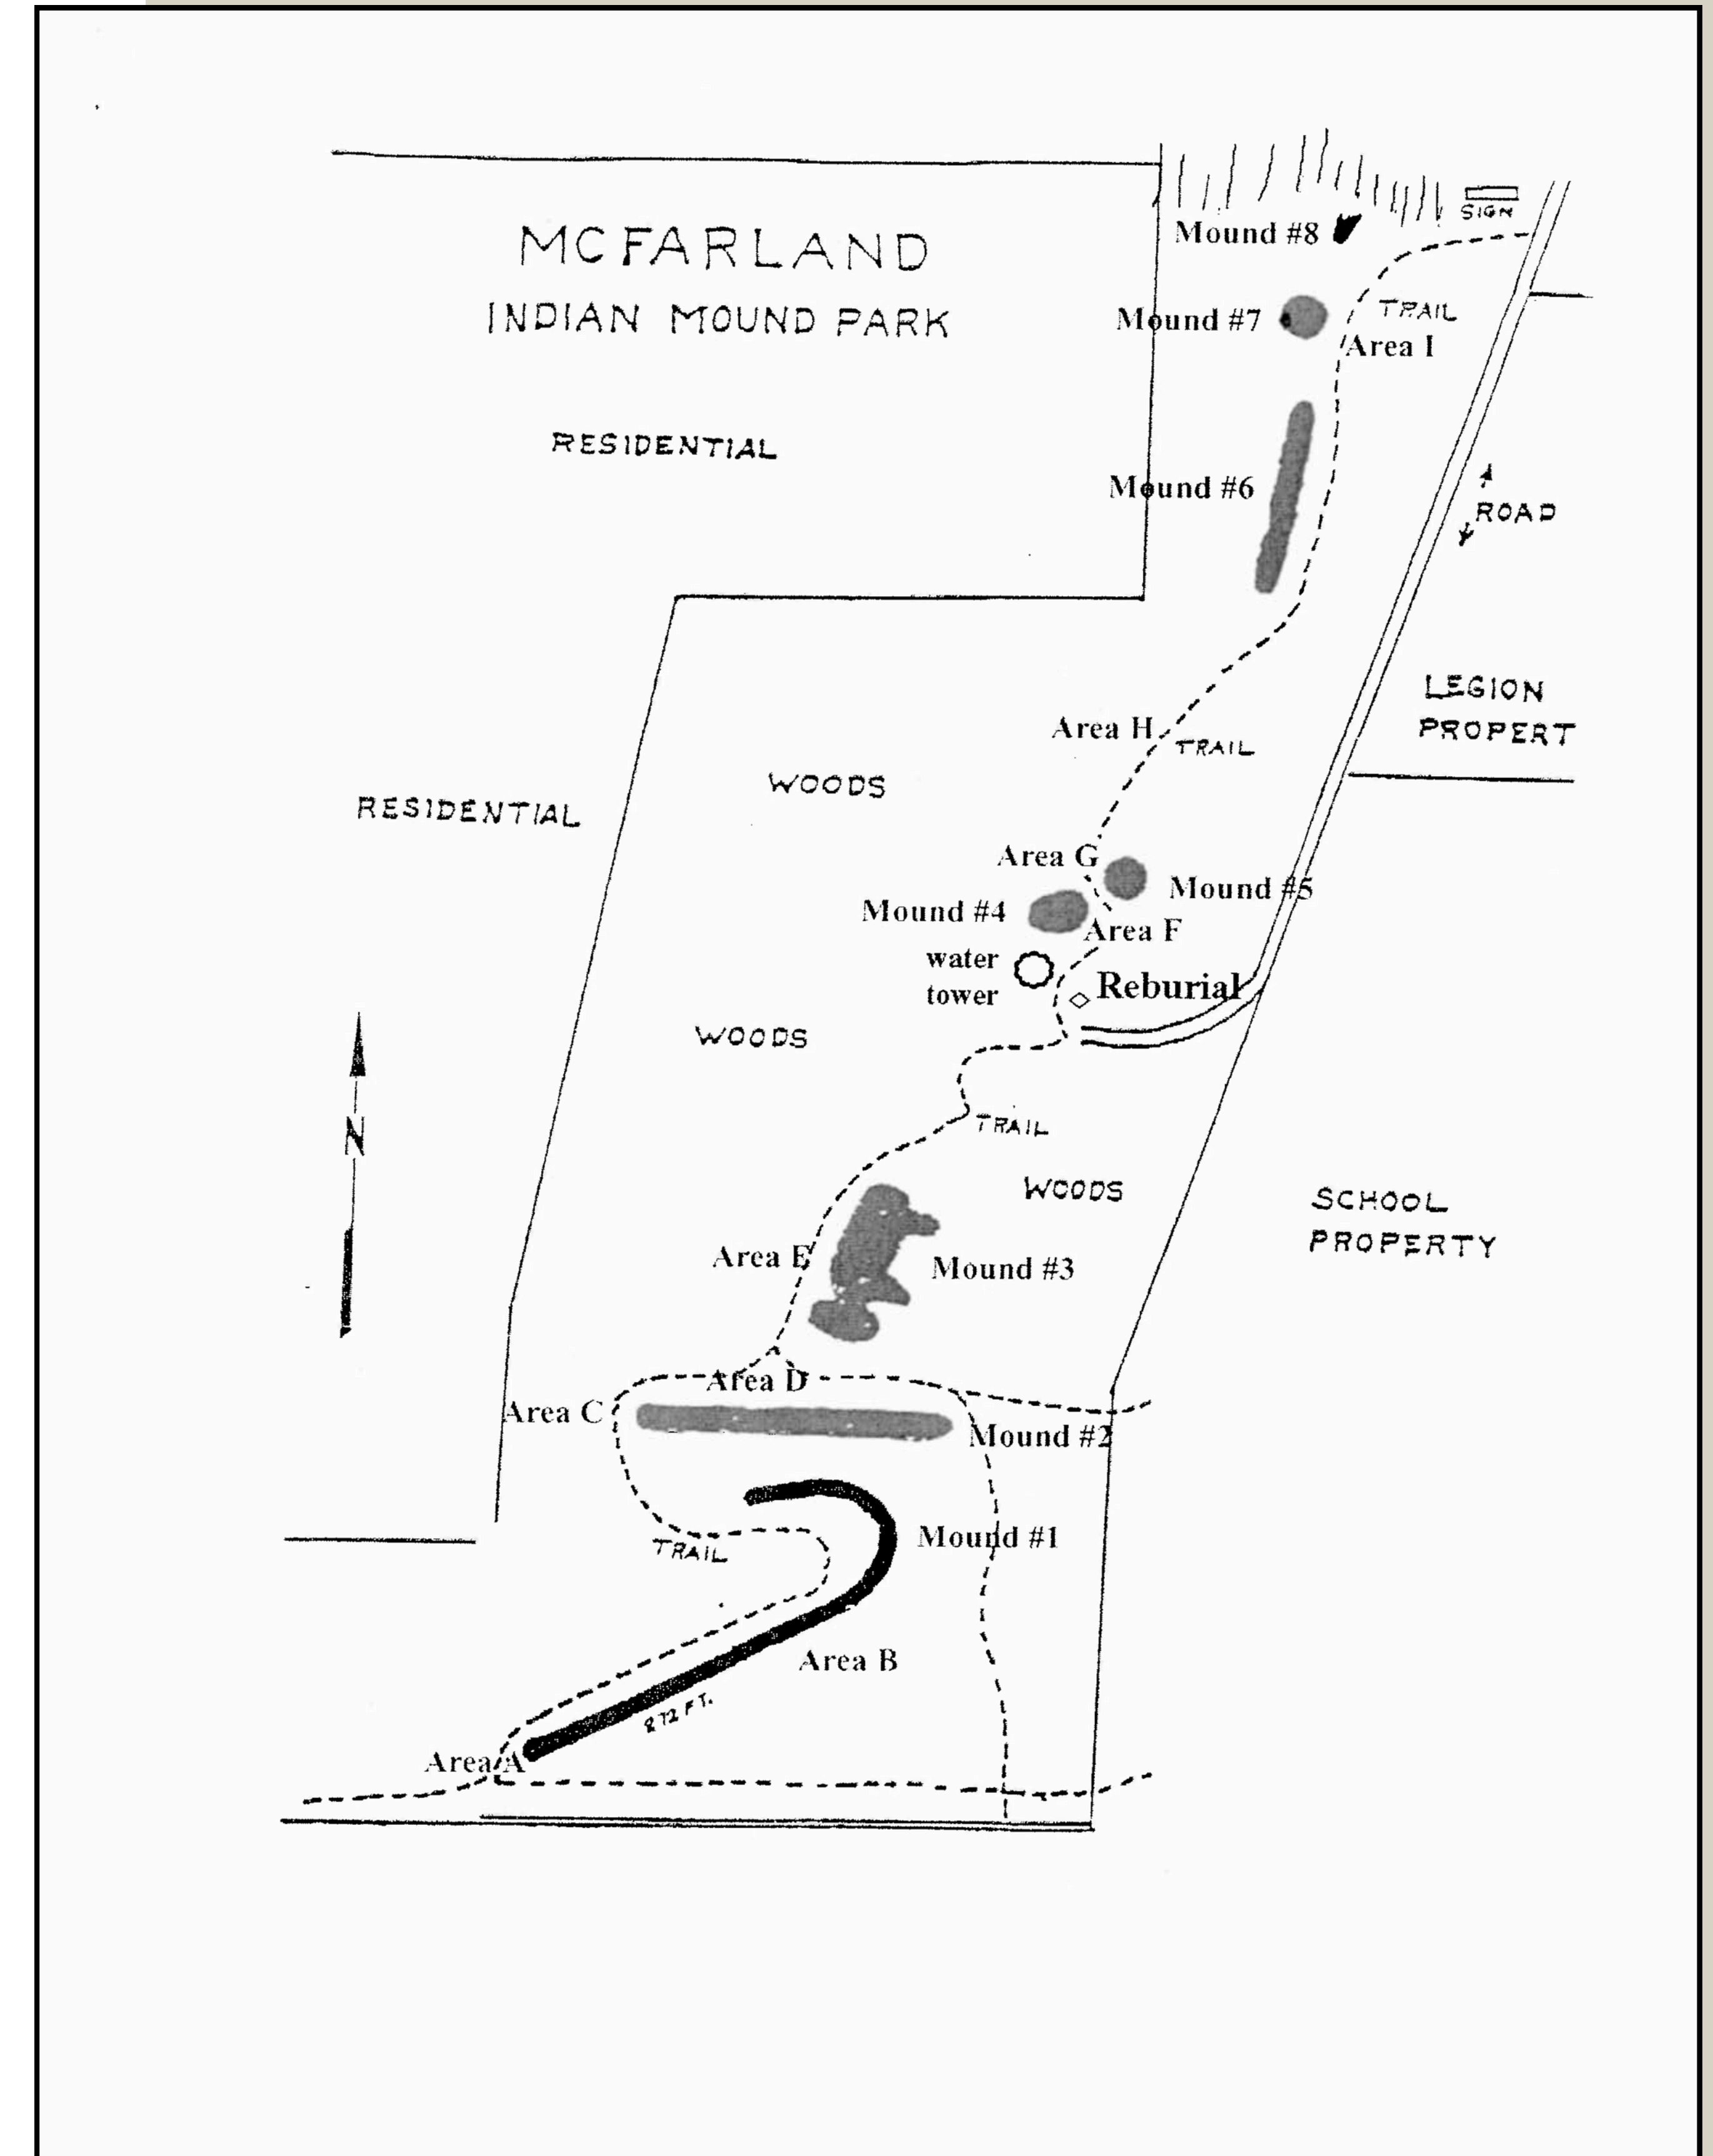 MCFARLAND
INDIAN MOUND PARK
SIGN
Mound #8
Mound #7
TRAIL
Area I
RESIDENTIAL
Mound #6
ROAD
LEGION
PROPERT
Area H
TRAIL
WOODS
RESIDENTIAL
Area G
Mound #5
Mound #4
Area F
water
tower
Reburial
WOODS
N
TRAIL
WOODS
SCHOOL
PROPERTY
Area E
Mound #3
Area D
Area C
Mound #2
Mound #1
TRAIL
Area B
872 FT.
Area A